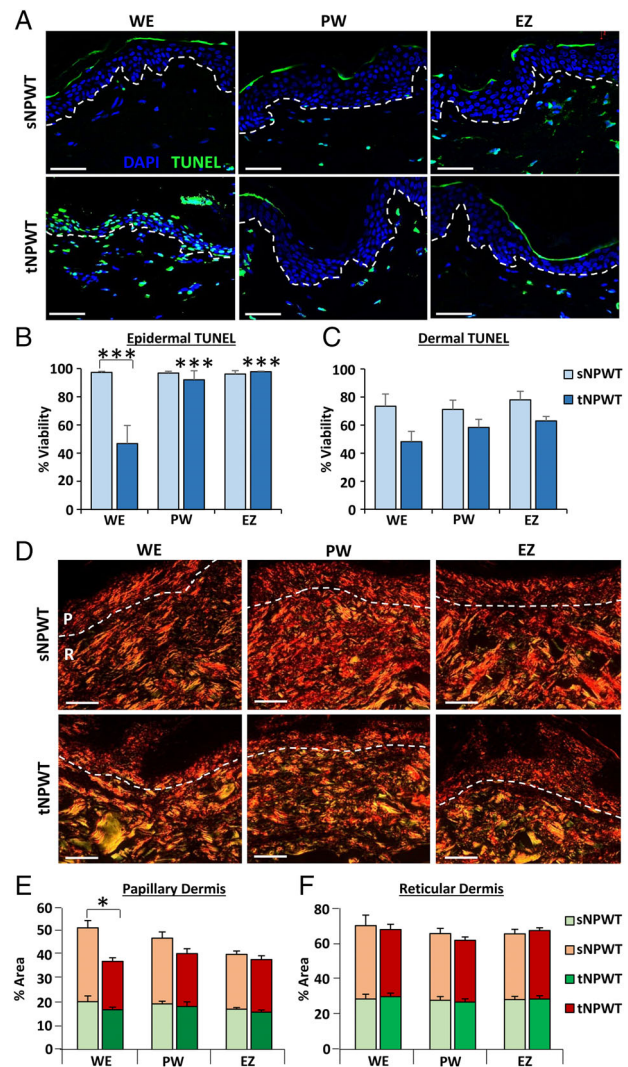 A
WE
PW
EZ
sNPWT
DAPI TUNEL
tNPWT
B
Epidermal TUNEL
***
***
***
% Viability
100
80
60
40
20
0
WE
PW
EZ
C
Dermal TUNEL
sNPWT
tNPWT
% Viability
100
80
60
40
20
0
WE
PW
EZ
D
WE
PW
EZ
sNPWT
P
R
tNPWT
E
Papillary Dermis
*
% Area
60
50
40
30
20
10
0
WE
PW
EZ
F
Reticular Dermis
% Area
80
60
40
20
0
WE
PW
EZ
sNPWT
sNPWT
tNPWT
tNPWT